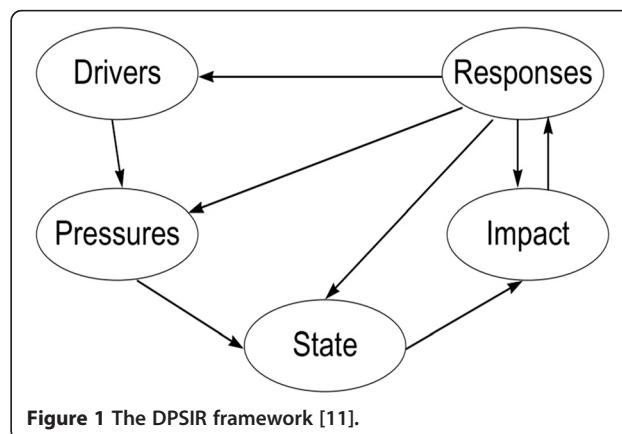 Drivers
Responses
Pressures
Impact
State
Figure 1 The DPSIR framework [11].